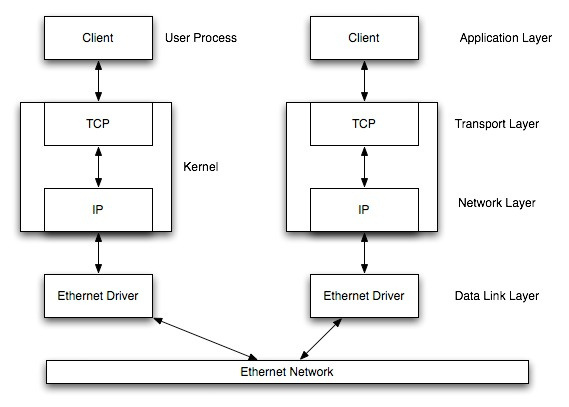 Client
User Process
Client
Application Layer
TCP
TCP
Transport Layer
Kernel
IP
IP
Network Layer
Ethernet Driver
Ethernet Driver
Data Link Layer
Ethernet Network